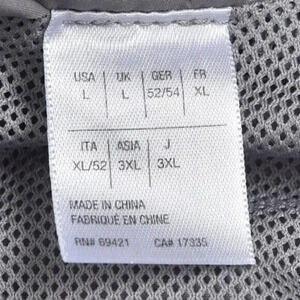 USA UK GER FR
L L 52/54 XL
ITA ASIA J
XL/52 3XL 3XL
MADE IN CHINA
FABRIQUÉ EN CHINE
RN# 69421 CA# 17335